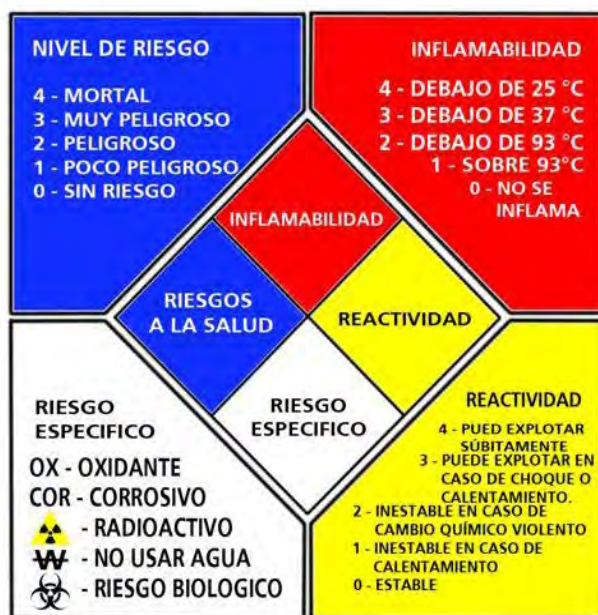 NIVEL DE RIESGO
4 - MORTAL
3 - MUY PELIGROSO
2 - PELIGROSO
1 - POCO PELIGROSO
0 - SIN RIESGO
INFLAMABILIDAD
4 - DEBAJO DE 25 °C
3 - DEBAJO DE 37 °C
2 - DEBAJO DE 93 °C
1 - SOBRE 93°C
0 - NO SE
INFLAMA
INFLAMABILIDAD
RIESGOS
A LA SALUD
REACTIVIDAD
RIESGO
ESPECIFICO
RIESGO
ESPECIFICO
OX - OXIDANTE
COR - CORROSIVO
- RADIOACTIVO
W - NO USAR AGUA
- RIESGO BIOLOGICO
REACTIVIDAD
4 - PUED EXPLOTAR
SÚBITAMENTE
3 - PUEDE EXPLOTAR EN
CASO DE CHOQUE O
CALENTAMIENTO.
2 - INESTABLE EN CASO DE
CAMBIO QUÍMICO VIOLENTO
1 - INESTABLE EN CASO DE
CALENTAMIENTO
0 - ESTABLE